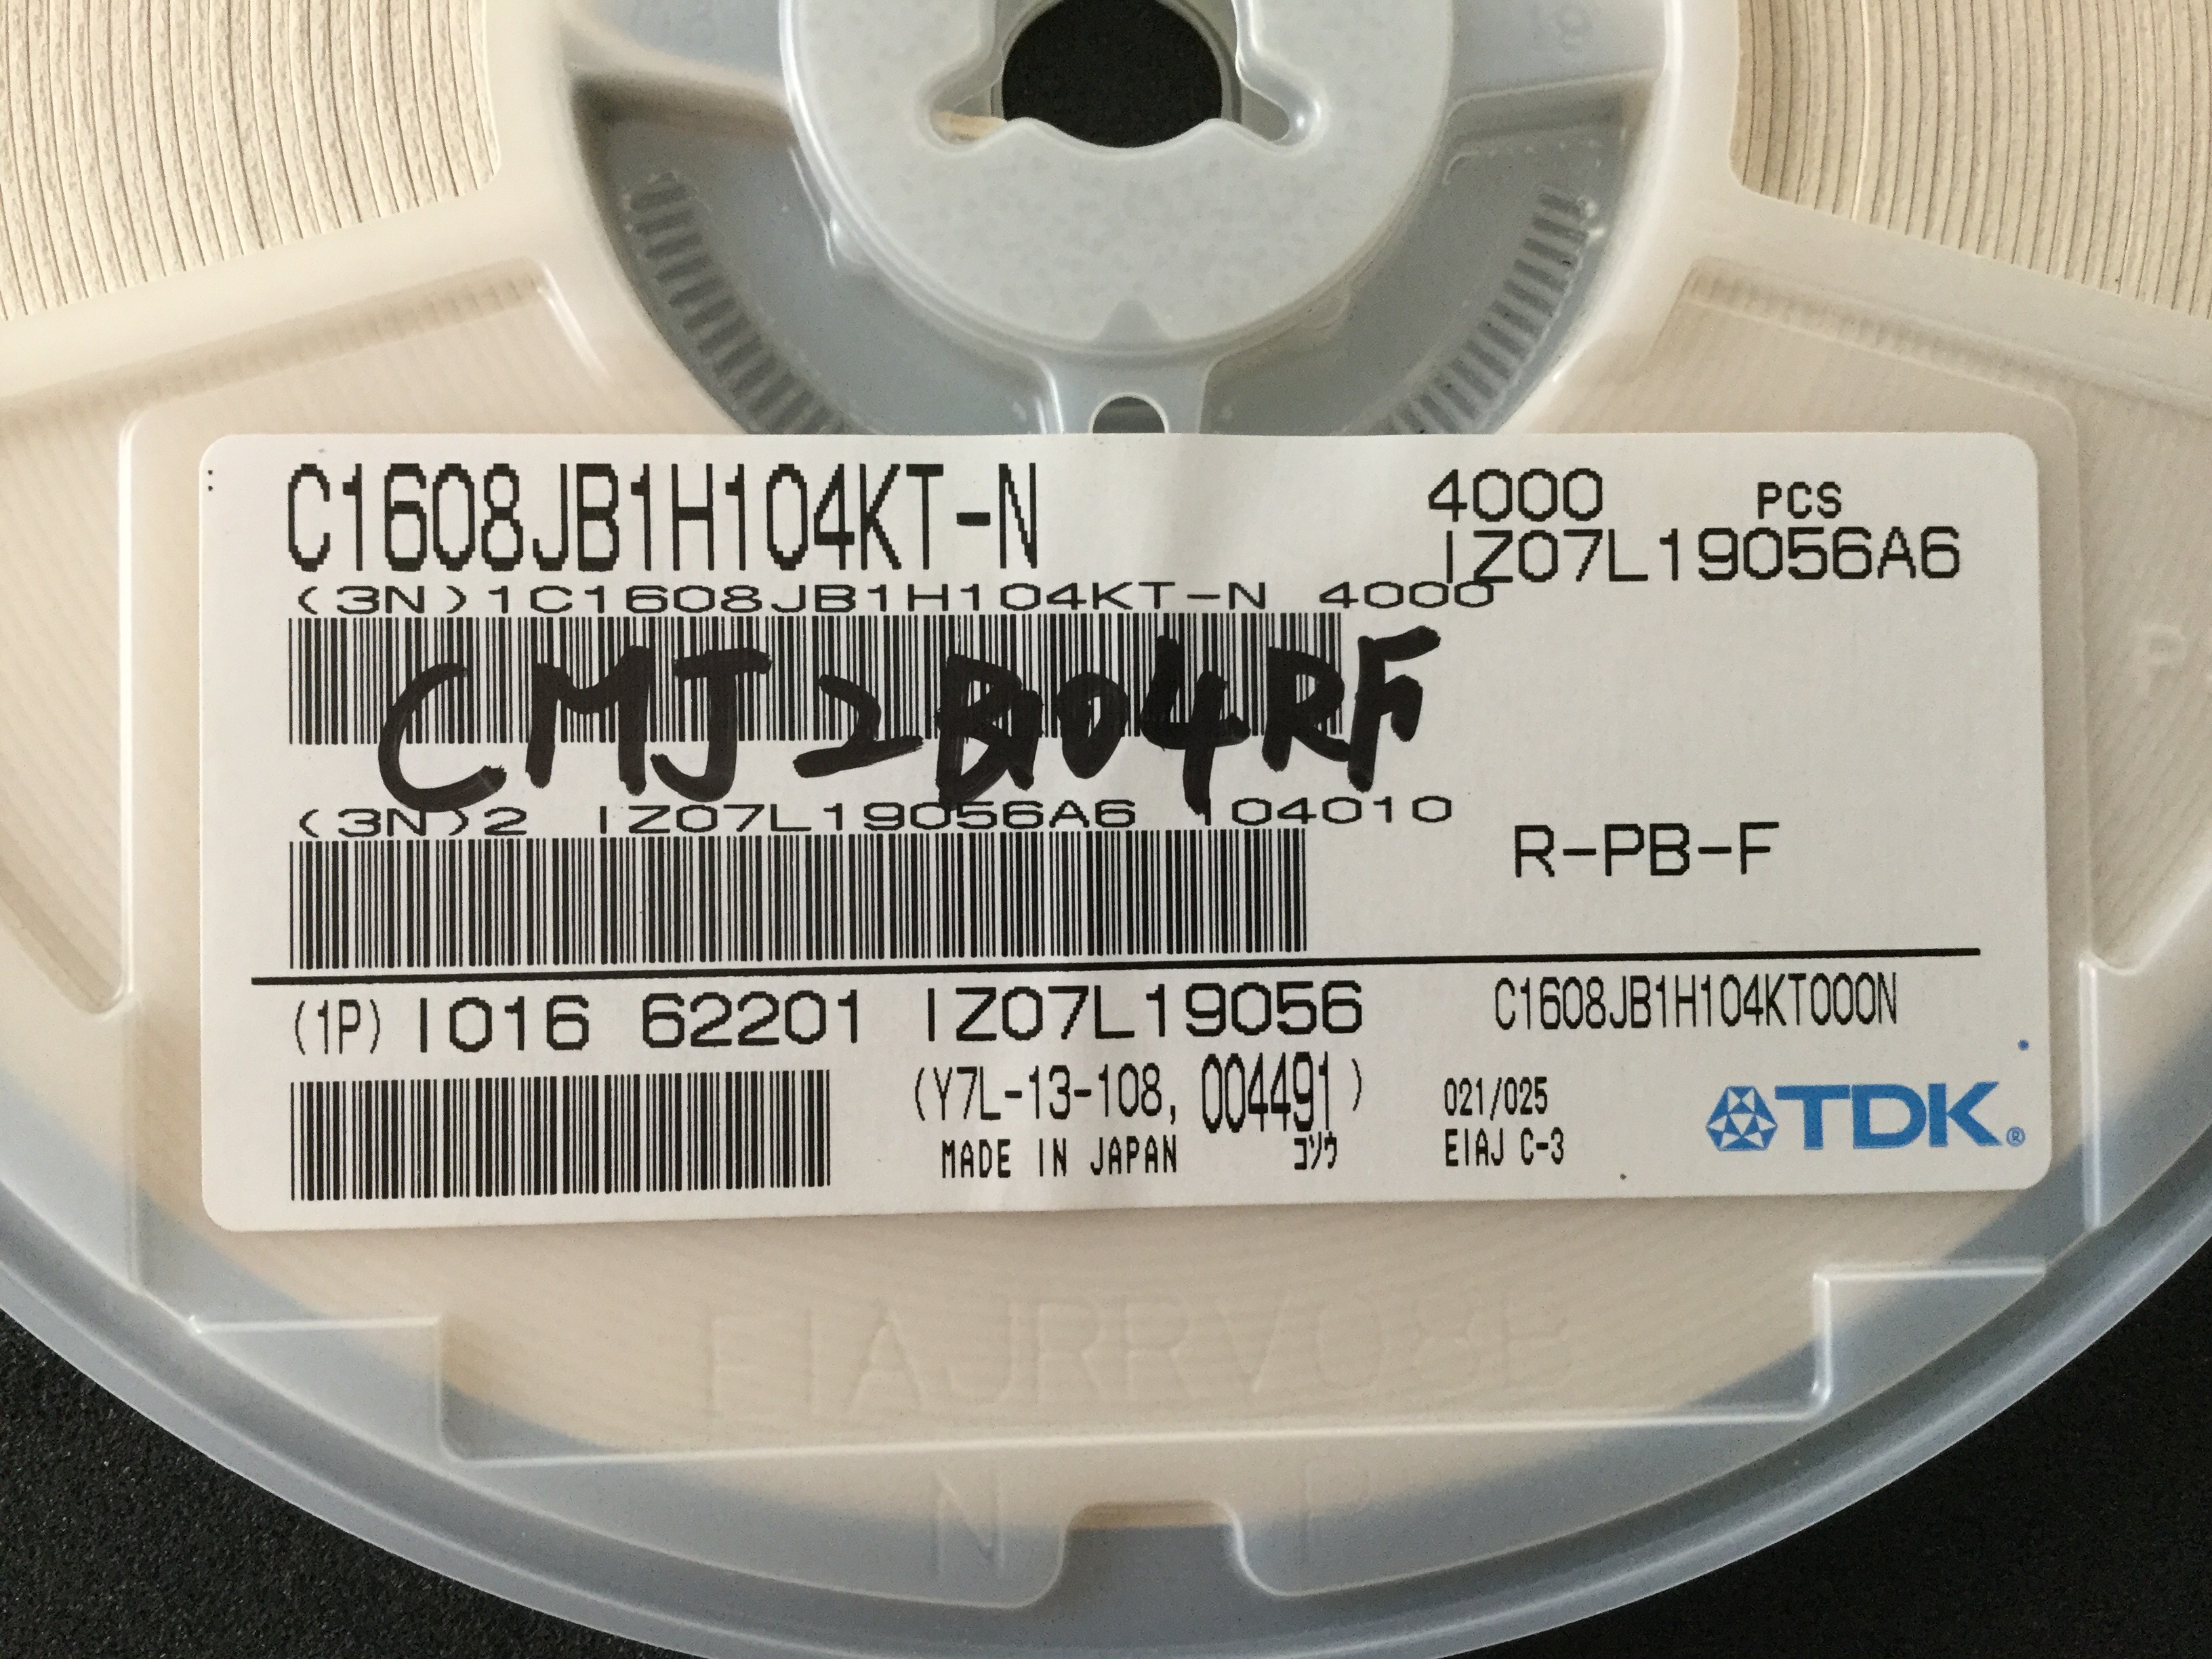 C1608JB1H104KT-N
4000 PCS
IZ07L19056A6
(3N)1C1608JB1H104KT-N 4000
CMJ2B104RF
(3N)2 IZ07L19056A6 104010
R-PB-F
(1P) I016 62201 IZ07L19056
C1608JB1H104KT000N
(Y7L-13-108, 004491)
021/025
MADE IN JAPAN コソウ
EIAJ C-3
TDK®
EIAJRRV08E
N P